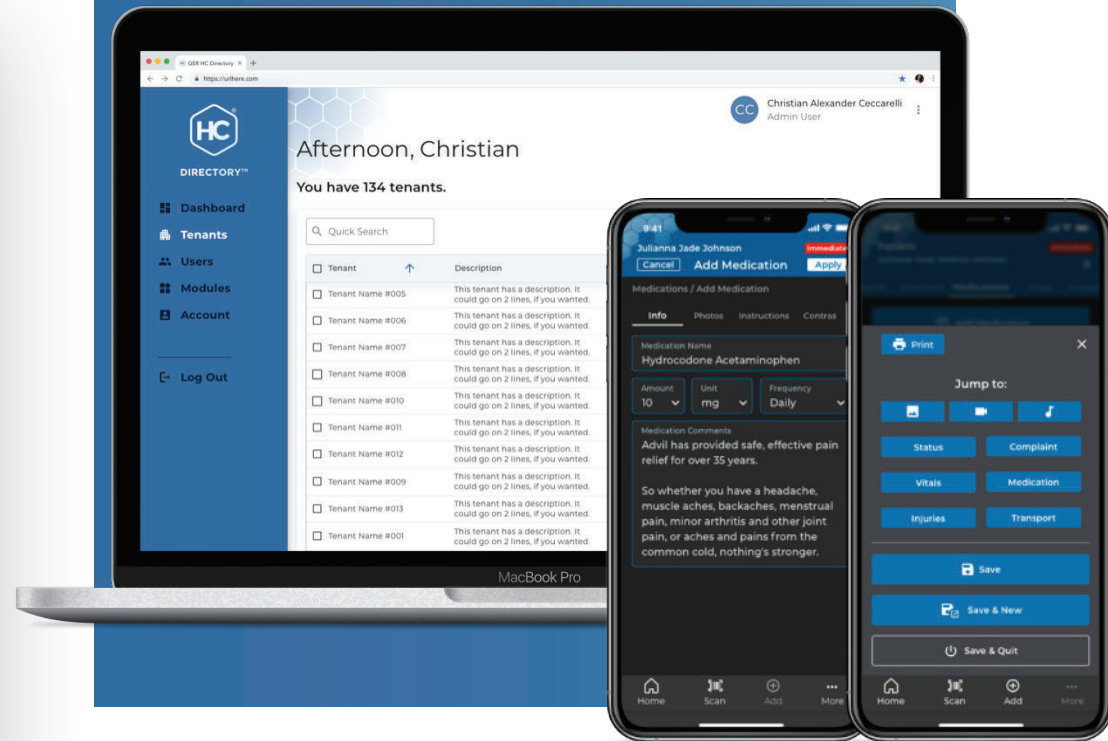 GER HC Directory
https://urlhere.com
HC
DIRECTORY™
Dashboard
Tenants
Users
Modules
Account
Log Out
CC
Christian Alexander Ceccarelli
Admin User
Afternoon, Christian
You have 134 tenants.
Quick Search
Tenant Description
Tenant Name #005
This tenant has a description. It
could go on 2 lines, if you wanted.
Tenant Name #006
This tenant has a description. It
could go on 2 lines, if you wanted.
Tenant Name #007
This tenant has a description. It
could go on 2 lines, if you wanted.
Tenant Name #008
This tenant has a description. It
could go on 2 lines, if you wanted.
Tenant Name #010
This tenant has a description. It
could go on 2 lines, if you wanted.
Tenant Name #011
This tenant has a description. It
could go on 2 lines, if you wanted.
Tenant Name #012
This tenant has a description. It
could go on 2 lines, if you wanted.
Tenant Name #009
This tenant has a description. It
could go on 2 lines, if you wanted.
Tenant Name #013
This tenant has a description. It
could go on 2 lines, if you wanted.
Tenant Name #001
This tenant has a description. It
could go on 2 lines, if you wanted.
MacBook Pro
9:41
Julianna Jade Johnson
Immediate
Cancel Add Medication Apply
Medications / Add Medication
Info Photos Instructions Contras
Medication Name
Hydrocodone Acetaminophen
Amount Unit Frequency
10 mg Daily
Medication Comments
Advil has provided safe, effective pain
relief for over 35 years.
So whether you have a headache,
muscle aches, backaches, menstrual
pain, minor arthritis and other joint
pain, or aches and pains from the
common cold, nothing's stronger.
Home Scan Add More
Print
Jump to:
Status Complaint
Vitals Medication
Injuries Transport
Save
Save & New
Save & Quit
Home Scan Add More